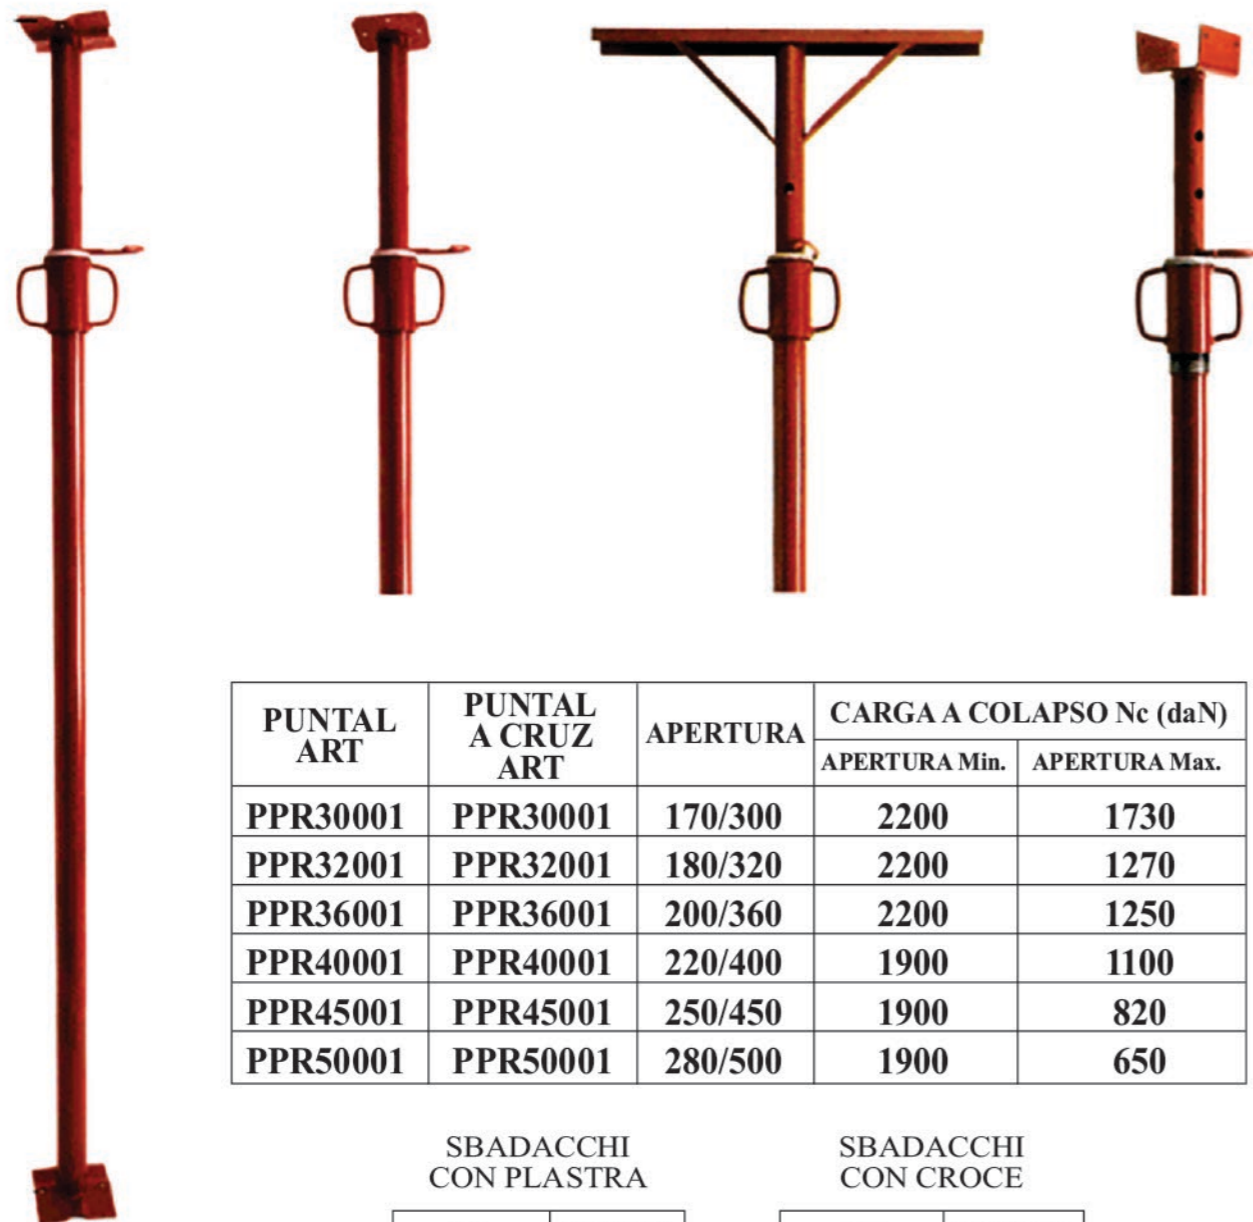 PUNTAL ART
PUNTAL A CRUZ ART
APERTURA
CARGA A COLAPSO Nc (daN)
APERTURA Min. APERTURA Max.
PPR30001 PPR30001 170/300 2200 1730
PPR32001 PPR32001 180/320 2200 1270
PPR36001 PPR36001 200/360 2200 1250
PPR40001 PPR40001 220/400 1900 1100
PPR45001 PPR45001 250/450 1900 820
PPR50001 PPR50001 280/500 1900 650
SBADACCHI
CON PLASTRA
SBADACCHI
CON CROCE